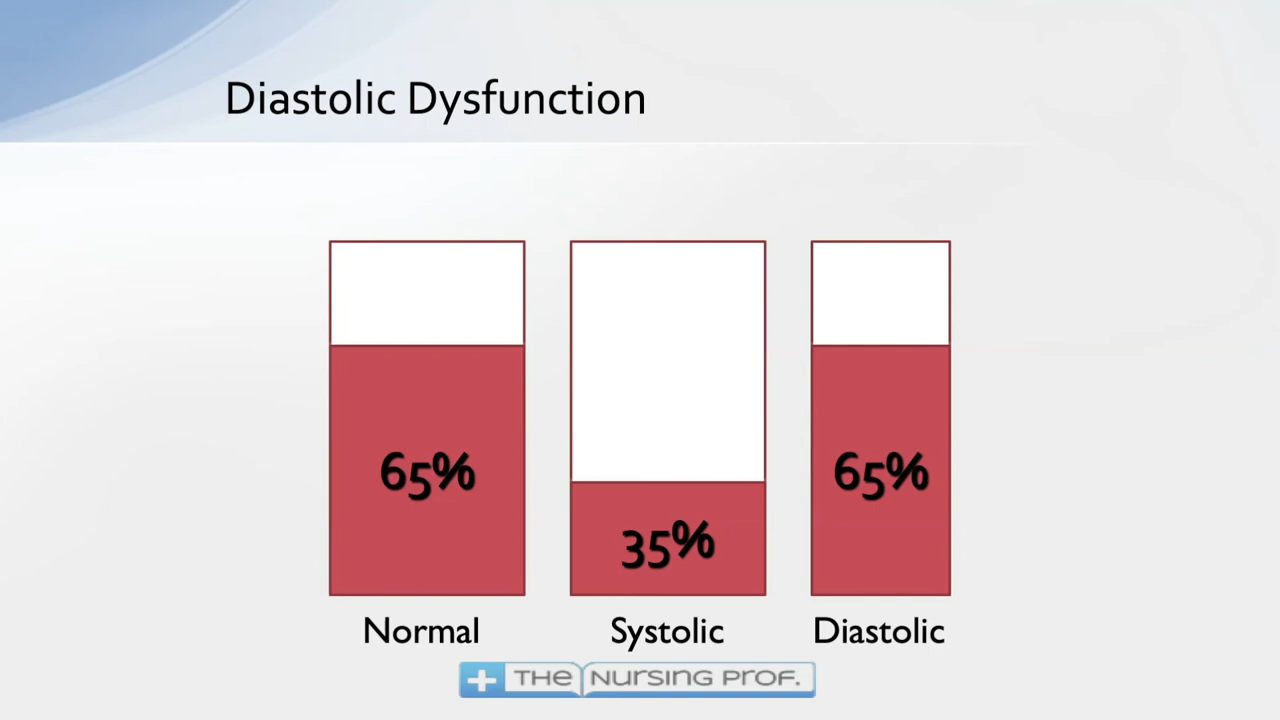 Diastolic Dysfunction
65%
35%
65%
Normal
Systolic
Diastolic
THE NURSING PROF.